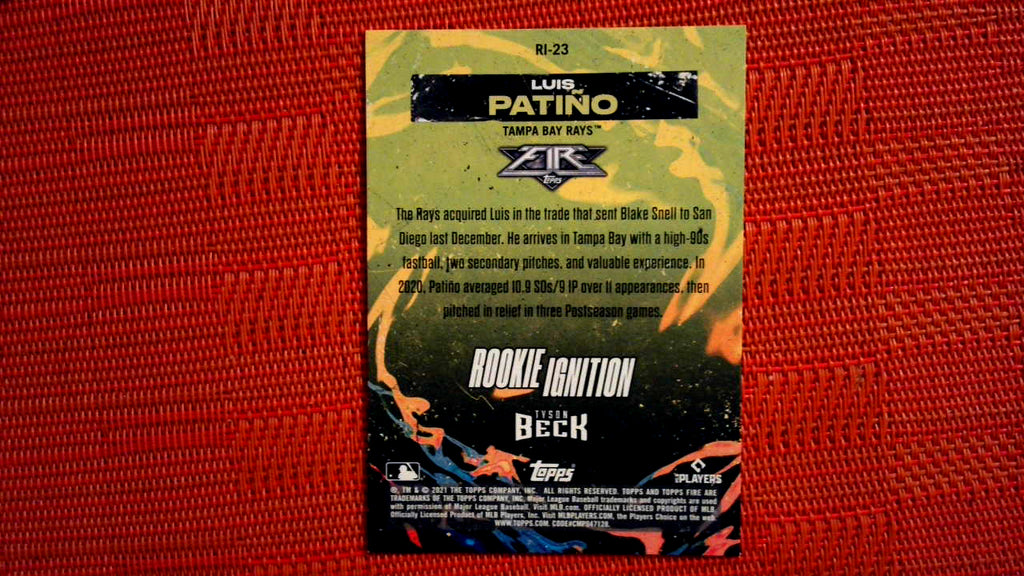 RI-23
LUIS
PATIÑO
TAMPA BAY RAYS™
FIRE
Topps
The Rays acquired Luis in the trade that sent Blake Snell to San
Diego last December. He arrives in Tampa Bay with a high-90s
fastball, two secondary pitches, and valuable experience. In
2020, Patiño averaged 10.9 SOs/9 IP over 11 appearances, then
pitched in relief in three Postseason games.
ROOKIE IGNITION
TYSON
BECK
topps®
MLB PLAYERS
® TM & © 2021 THE TOPPS COMPANY, INC. ALL RIGHTS RESERVED. TOPPS AND TOPPS FIRE ARE
TRADEMARKS OF THE TOPPS COMPANY, INC. Major League Baseball trademarks and copyrights are used
with permission of Major League Baseball. Visit MLB.com. OFFICIALLY LICENSED PRODUCT OF MLB
Officially Licensed Product of MLB Players, Inc. Visit MLBPLAYERS.COM, the Players Choice on the web.
WWW.TOPPS.COM. CODE#CMP047128.